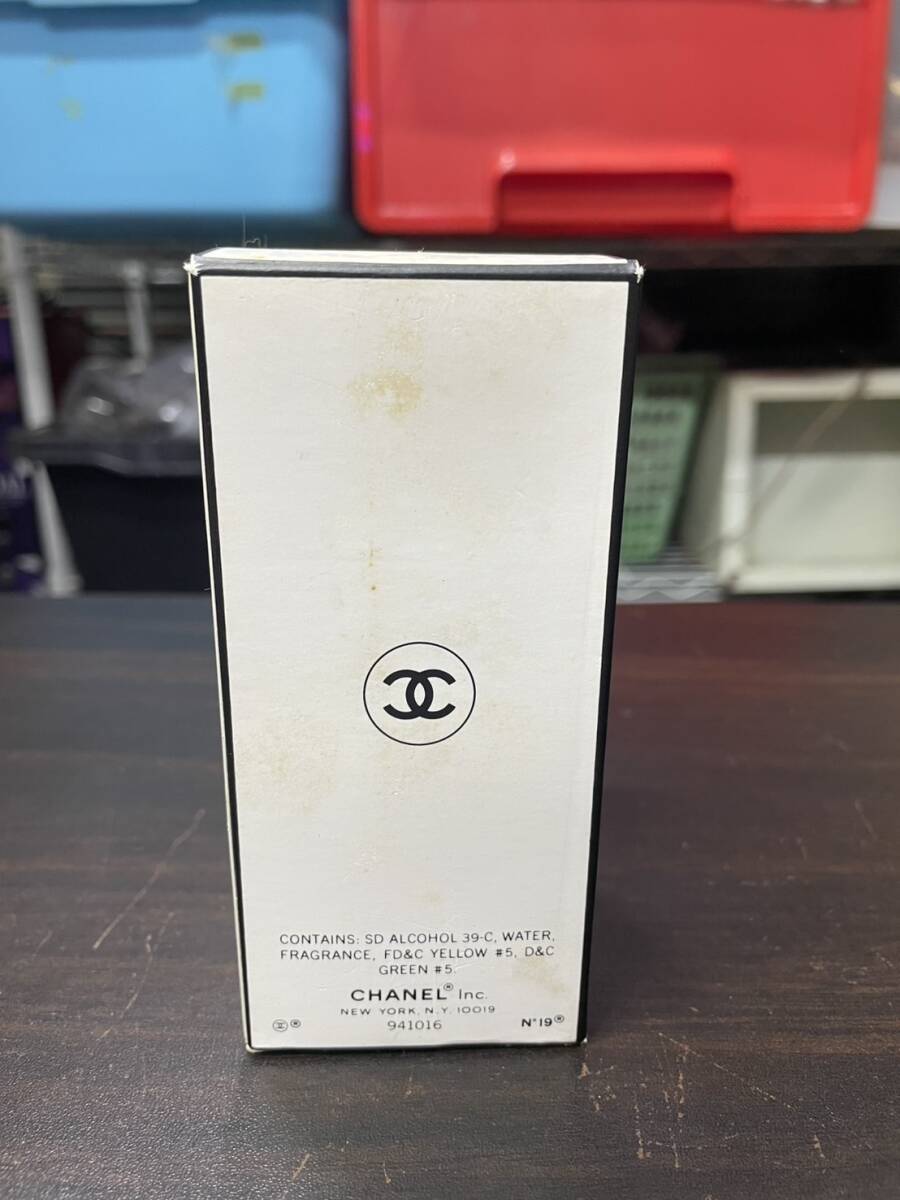 CONTAINS: SD ALCOHOL 39-C, WATER,
FRAGRANCE, FD&C YELLOW #5, D&C
GREEN #5.
CHANEL® Inc.
NEW YORK, N.Y. 10019
941016
® N°19®